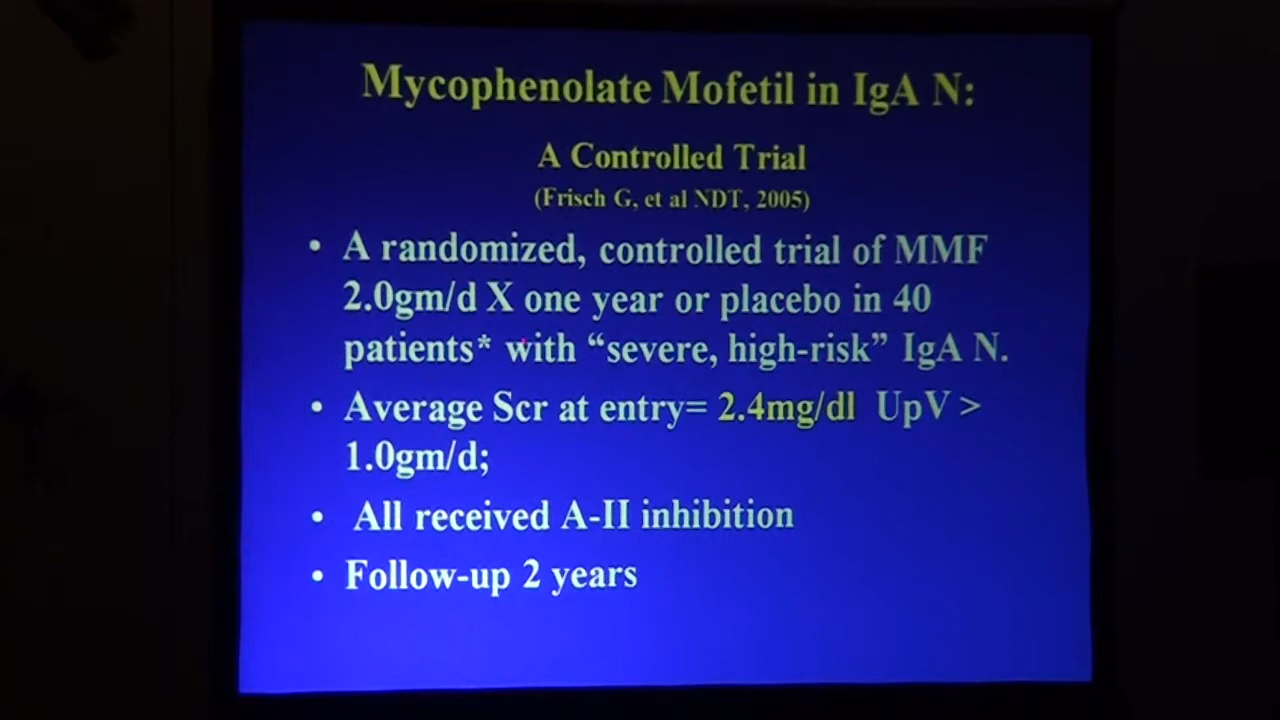 Mycophenolate Mofetil in IgA N:
A Controlled Trial
(Frisch G, et al NDT, 2005)
• A randomized, controlled trial of MMF
2.0gm/d X one year or placebo in 40
patients* with “severe, high-risk” IgA N.
• Average Scr at entry= 2.4mg/dl UpV >
1.0gm/d;
• All received A-II inhibition
• Follow-up 2 years